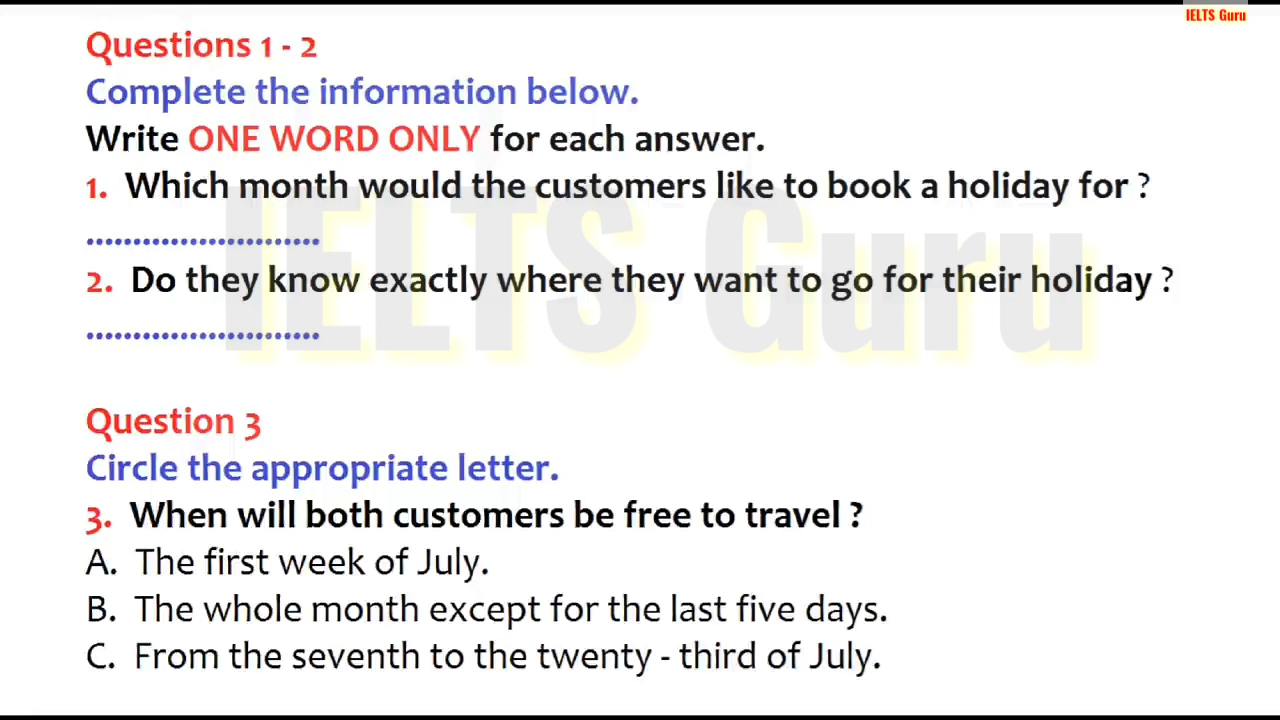 IELTS Guru
Questions 1 - 2
Complete the information below.
Write ONE WORD ONLY for each answer.
1. Which month would the customers like to book a holiday for ?
.........................
2. Do they know exactly where they want to go for their holiday ?
.........................
IELTS Guru
Question 3
Circle the appropriate letter.
3. When will both customers be free to travel ?
A. The first week of July.
B. The whole month except for the last five days.
C. From the seventh to the twenty - third of July.